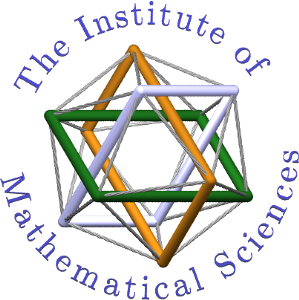 The Institute of
Mathematical Sciences